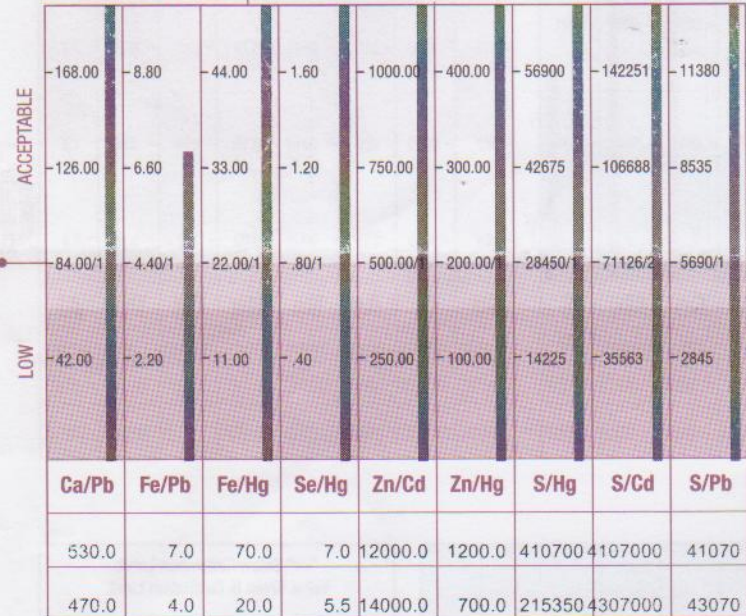 168.00 8.80 44.00 1.60 1000.00 400.00 56900 142251 11380
ACCEPTABLE
126.00 6.60 33.00 1.20 750.00 300.00 42675 106688 8535
84.00/1 4.40/1 22.00/1 .80/1 500.00/1 200.00/1 28450/1 71126/2 5690/1
LOW
42.00 2.20 11.00 .40 250.00 100.00 14225 35563 2845
Ca/Pb Fe/Pb Fe/Hg Se/Hg Zn/Cd Zn/Hg S/Hg S/Cd S/Pb
530.0 7.0 70.0 7.0 12000.0 1200.0 410700 4107000 41070
470.0 4.0 20.0 5.5 14000.0 700.0 215350 4307000 43070